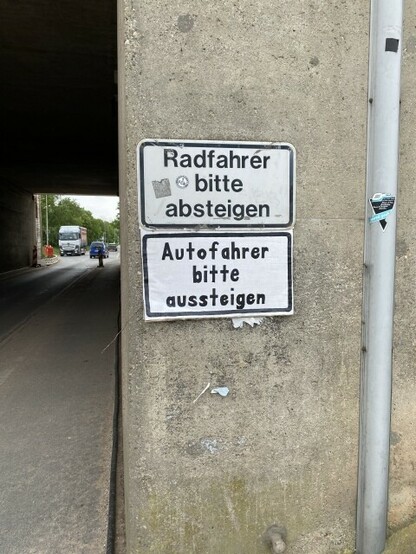 Radfahrer
bitte
absteigen
Autofahrer
bitte
aussteigen